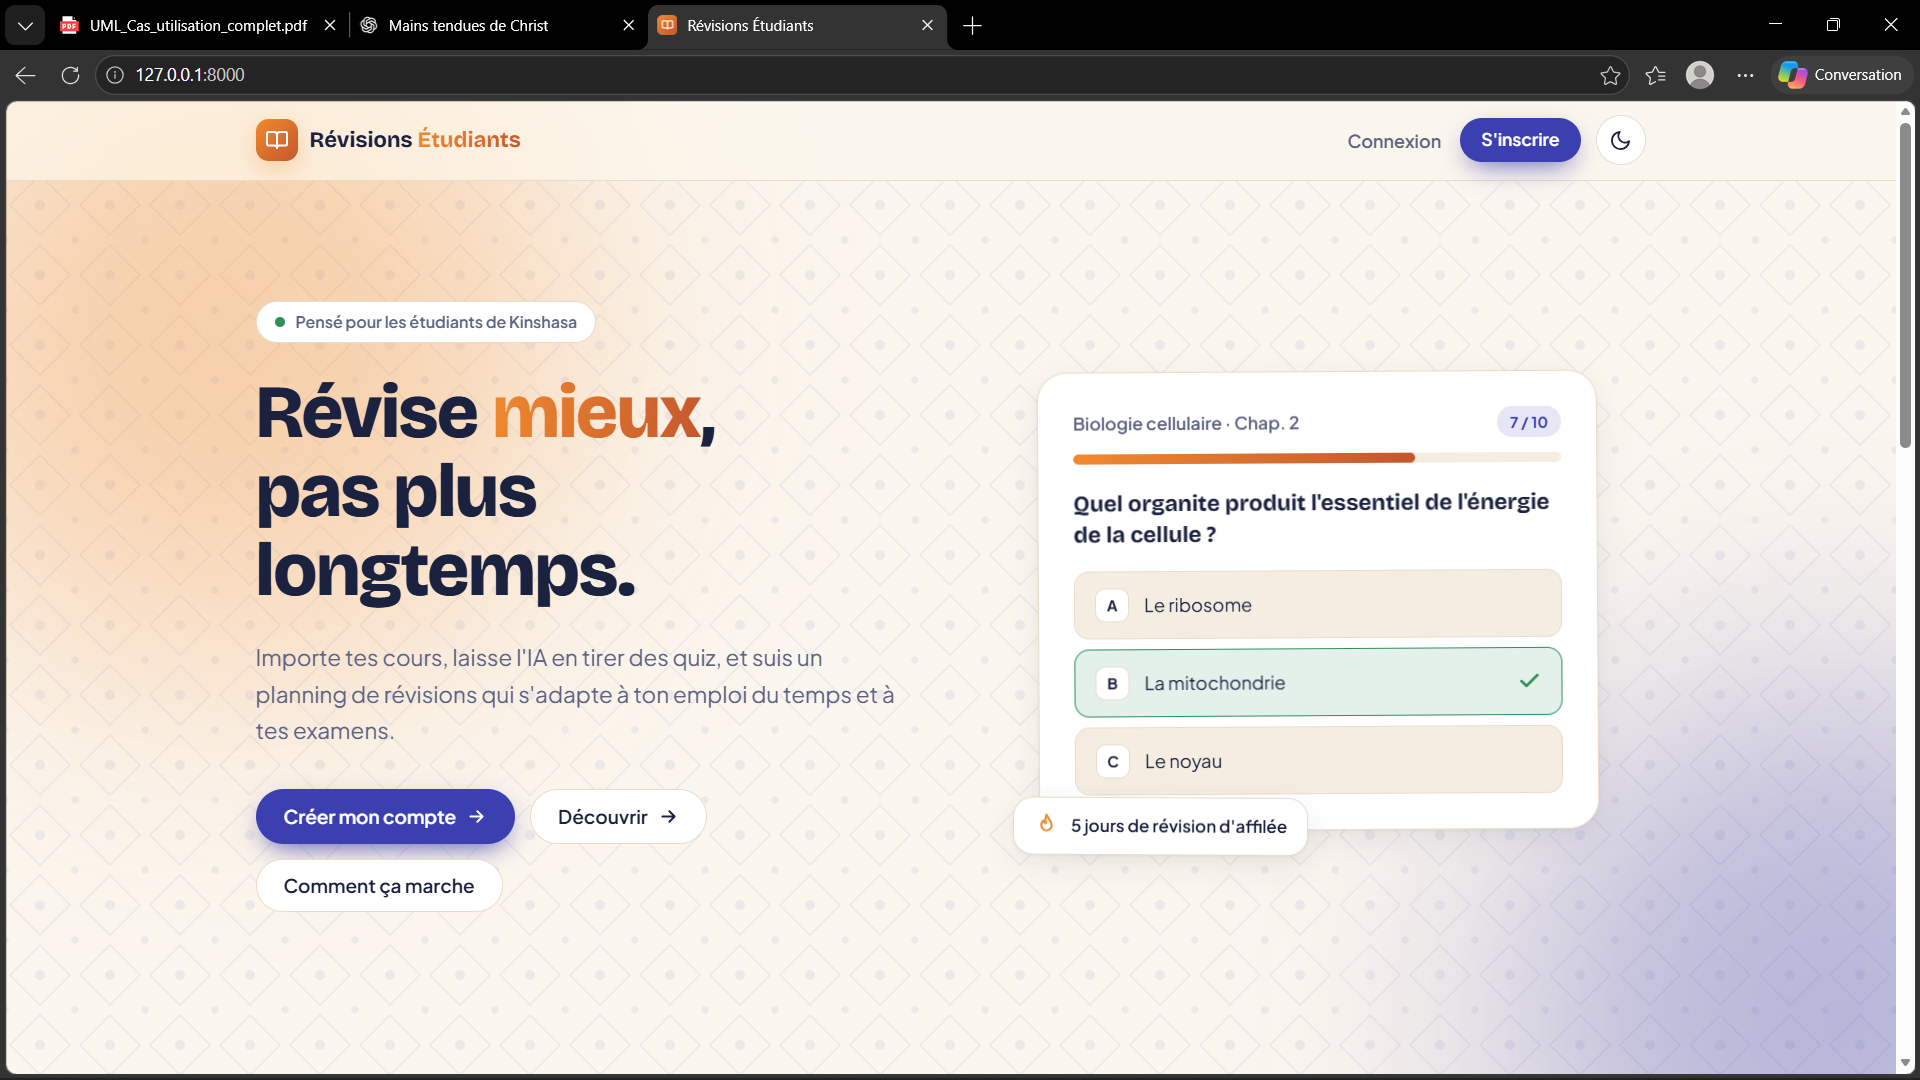 UML_Cas_utilisation_complet.pdf
Mains tendues de Christ
Révisions Étudiants
127.0.0.1:8000
Conversation
Révisions Étudiants
Connexion
S'inscrire
Pensé pour les étudiants de Kinshasa
Révise mieux,
pas plus
longtemps.
Importe tes cours, laisse l'IA en tirer des quiz, et suis un
planning de révisions qui s'adapte à ton emploi du temps et à
tes examens.
Créer mon compte →
Découvrir →
Comment ça marche
Biologie cellulaire · Chap. 2
7 / 10
Quel organite produit l'essentiel de l'énergie
de la cellule ?
A Le ribosome
B La mitochondrie
C Le noyau
5 jours de révision d'affilée